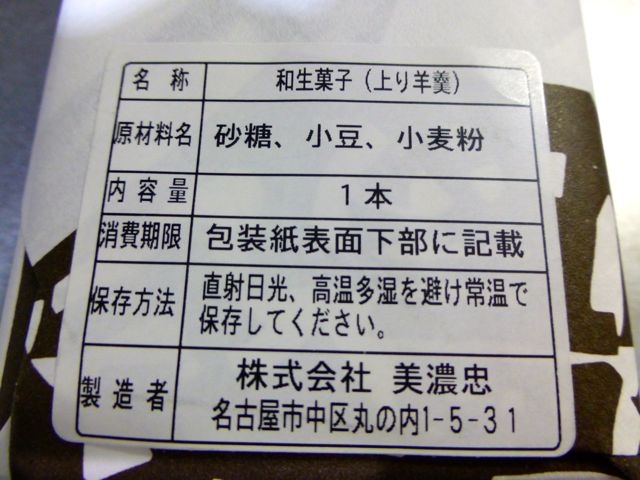 名称 和生菓子（上り羊羹）
原材料名 砂糖、小豆、小麦粉
内容量 1本
消費期限 包装紙表面下部に記載
保存方法 直射日光、高温多湿を避け常温で
保存してください。
製造者 株式会社 美濃忠
名古屋市中区丸の内1-5-31